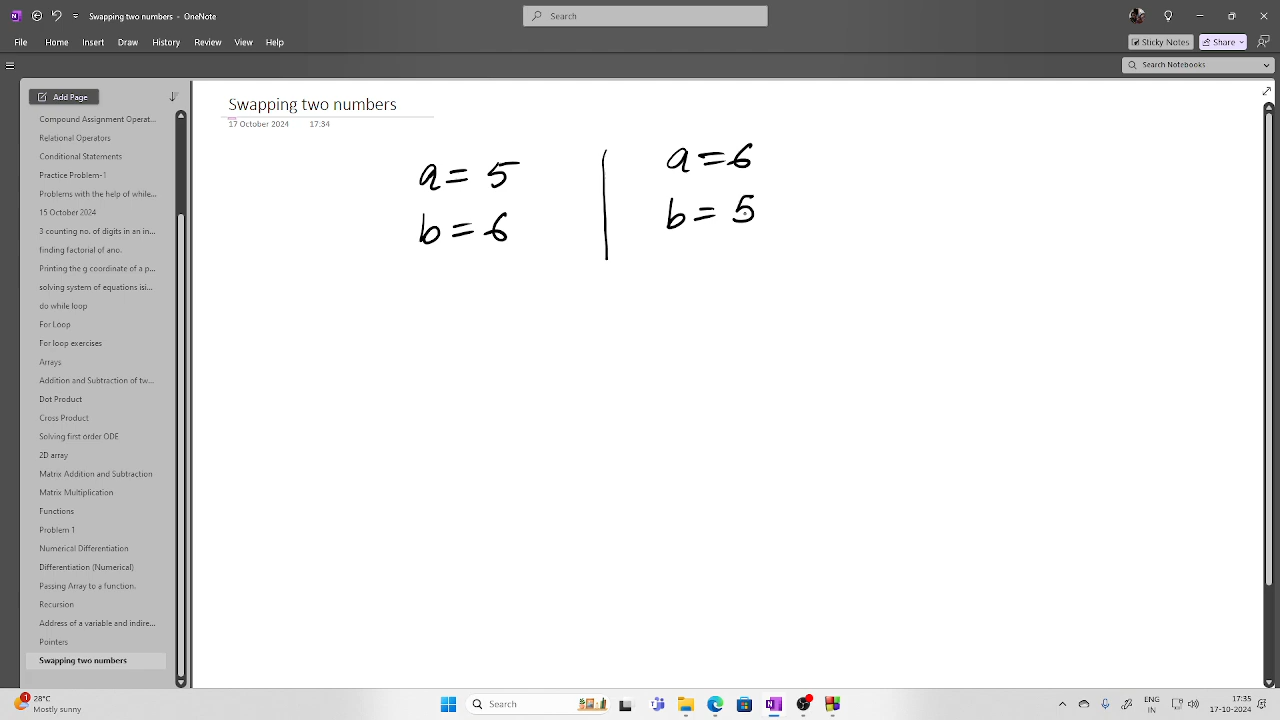 Swapping two numbers - OneNote
Search
File Home Insert Draw History Review View Help
Sticky Notes Share
Search Notebooks
Add Page
Compound Assignment Operat...
Relational Operators
Conditional Statements
Practice Problem-1
Problems with the help of while...
15 October 2024
3 counting no. of digits in an in...
finding factorial of ano.
Printing the g coordinate of a p...
solving system of equations isi...
do while loop
For Loop
For loop exercises
Arrays
Addition and Subtraction of tw...
Dot Product
Cross Product
Solving first order ODE
2D array
Matrix Addition and Subtraction
Matrix Multiplication
Functions
Problem 1
Numerical Differentiation
Differentiation (Numerical)
Passing Array to a function.
Recursion
Address of a variable and indire...
Pointers
Swapping two numbers
Swapping two numbers
17 October 2024 17:34
a = 5
b = 6
a = 6
b = 5
1
28°C
Mostly sunny
Search
ENG
IN
17:35
17-10-2024